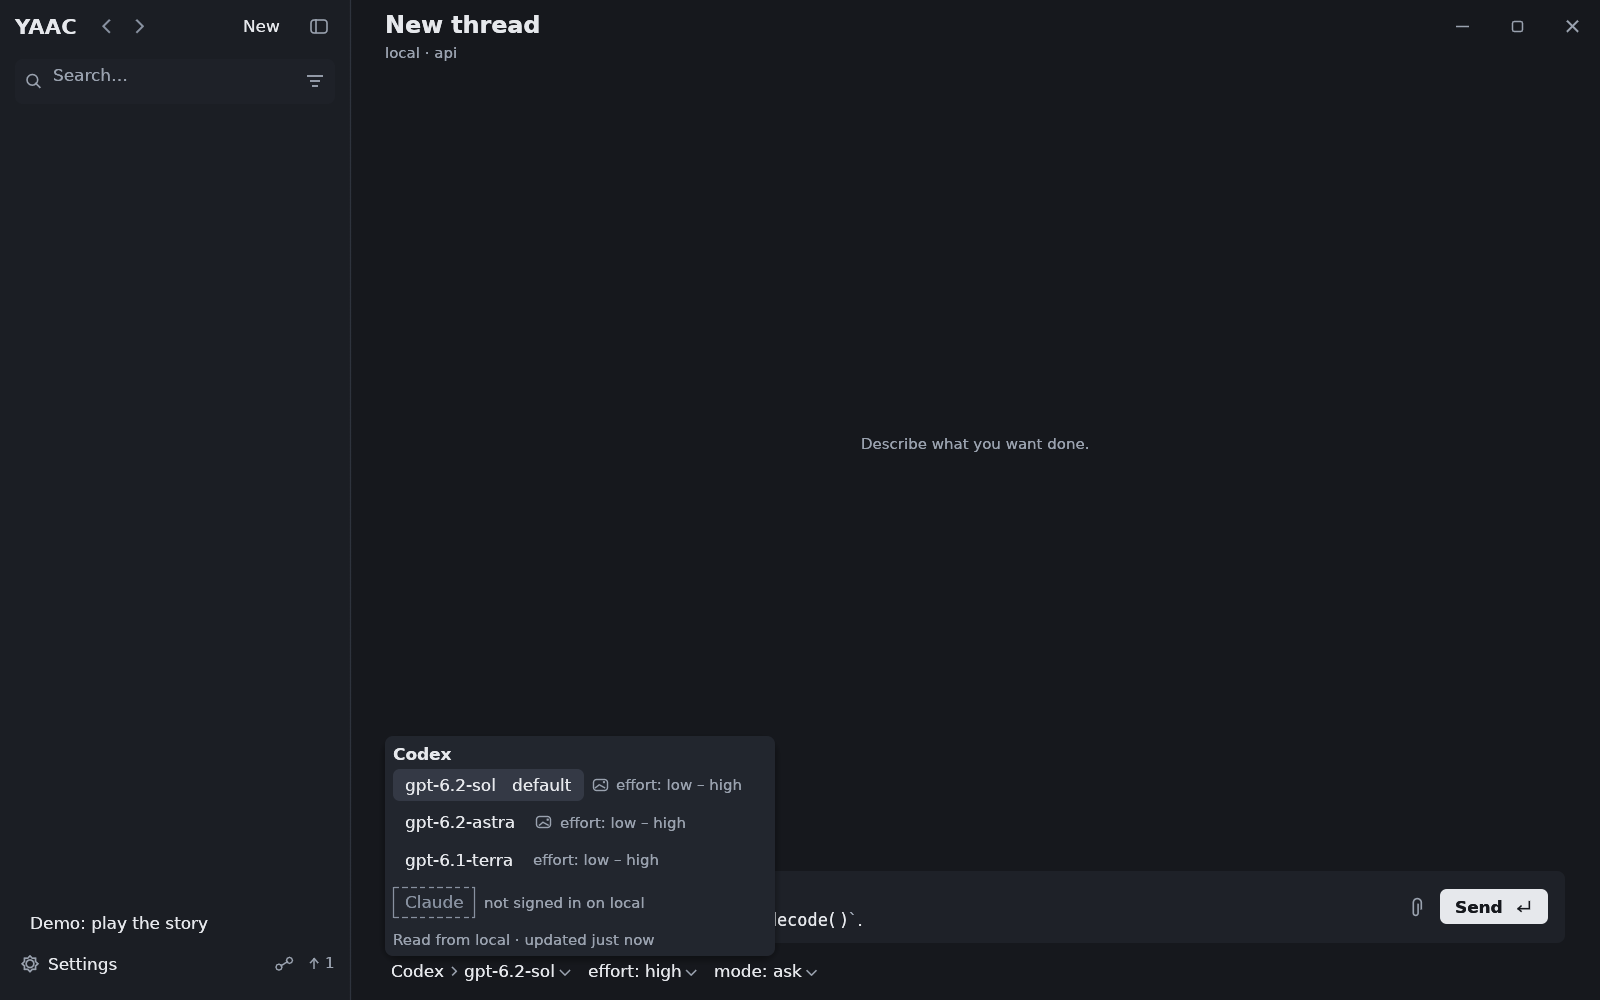 YAAC
New
Search...
New thread
local · api
Describe what you want done.
Codex
gpt-6.2-sol default effort: low – high
gpt-6.2-astra effort: low – high
gpt-6.1-terra effort: low – high
Claude not signed in on local
Read from local · updated just now
ecode()`.
Send
Codex gpt-6.2-sol effort: high mode: ask
Demo: play the story
Settings
1